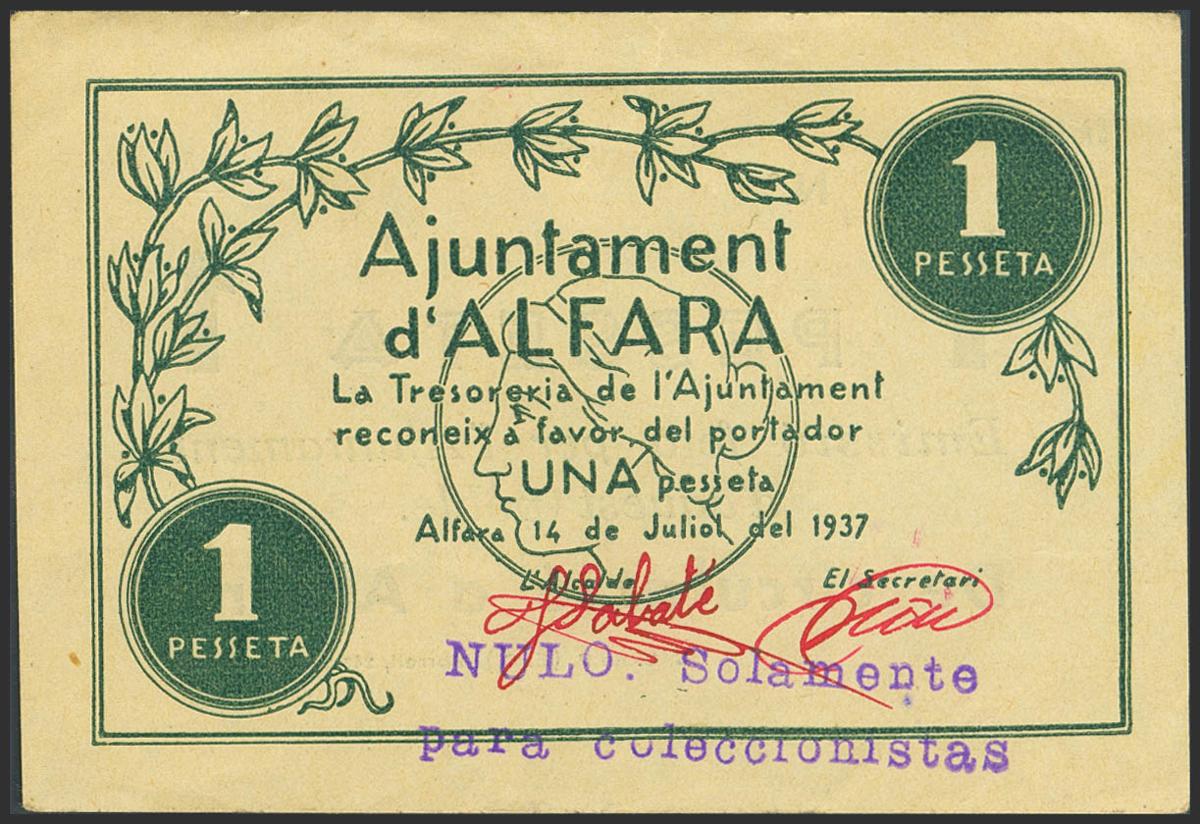 1
PESSETA
Ajuntament
d'ALFARA
La Tresoreria de l'Ajuntament
reconeix a favor del portador
UNA pesseta
Alfara 14 de Juliol del 1937
L'Alcalde El Secretari
1
PESSETA
NULO. Solamente
para coleccionistas